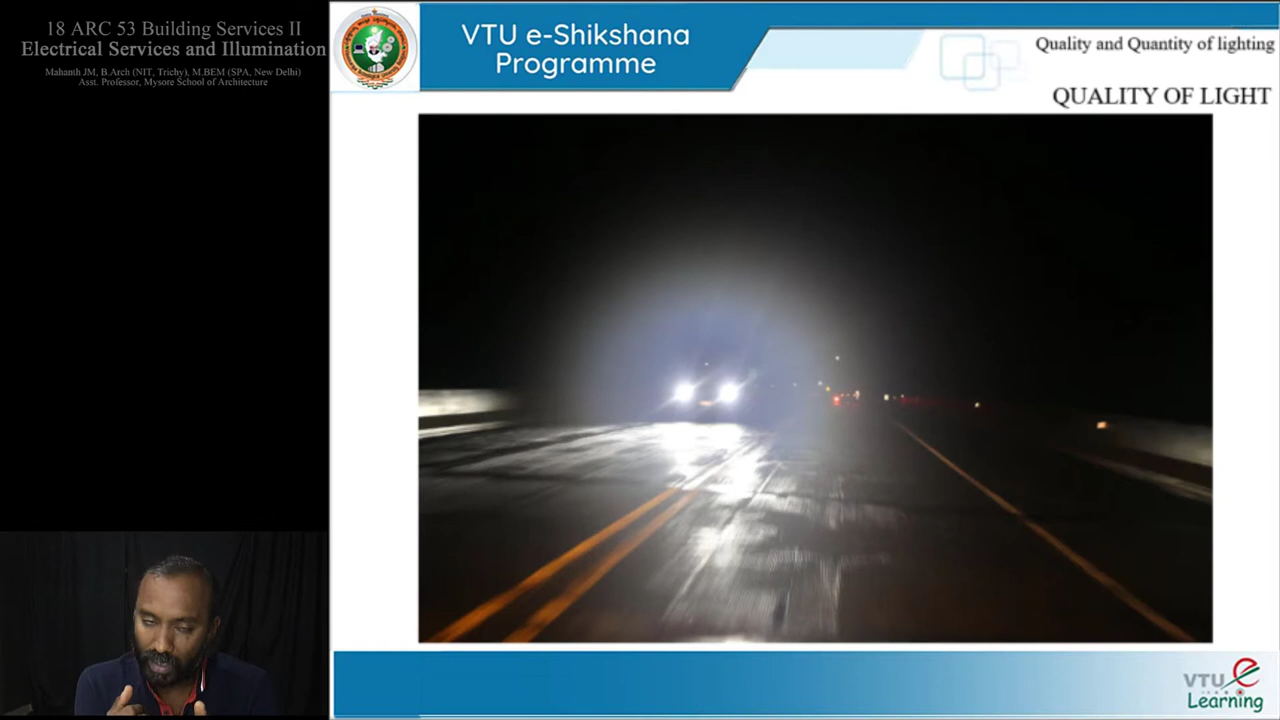 18 ARC 53 Building Services II
Electrical Services and Illumination
Mahanth JM, B.Arch (NIT, Trichy), M.BEM (SPA, New Delhi)
Asst. Professor, Mysore School of Architecture
VTU e-Shikshana
Programme
Quality and Quantity of lighting
QUALITY OF LIGHT
VTU e
Learning